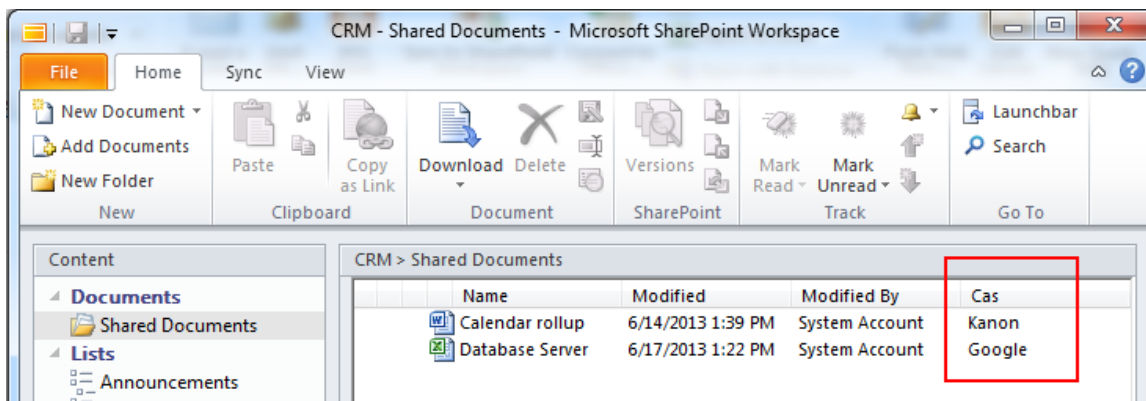 CRM - Shared Documents - Microsoft SharePoint Workspace
File Home Sync View
New Document
Add Documents
New Folder
New
Paste
Clipboard
Copy
as Link
Download Delete
Document
Versions
SharePoint
Mark
Read
Mark
Unread
Track
Launchbar
Search
Go To
Content
Documents
Shared Documents
Lists
Announcements
CRM > Shared Documents
Name Modified Modified By Cas
Calendar rollup 6/14/2013 1:39 PM System Account Kanon
Database Server 6/17/2013 1:22 PM System Account Google